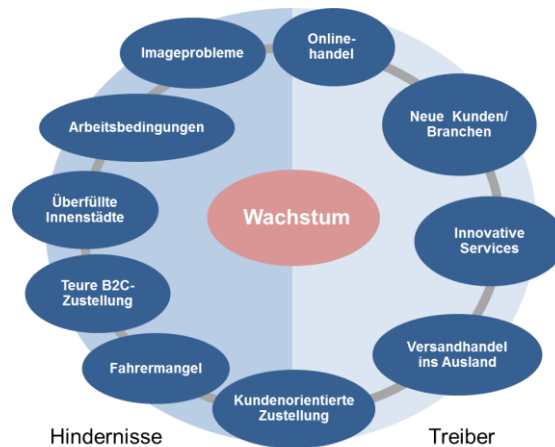 Imageprobleme
Online-
handel
Arbeitsbedingungen
Neue Kunden/
Branchen
Überfüllte
Innenstädte
Wachstum
Innovative
Services
Teure B2C-
Zustellung
Versandhandel
ins Ausland
Fahrermangel
Kundenorientierte
Zustellung
Hindernisse
Treiber